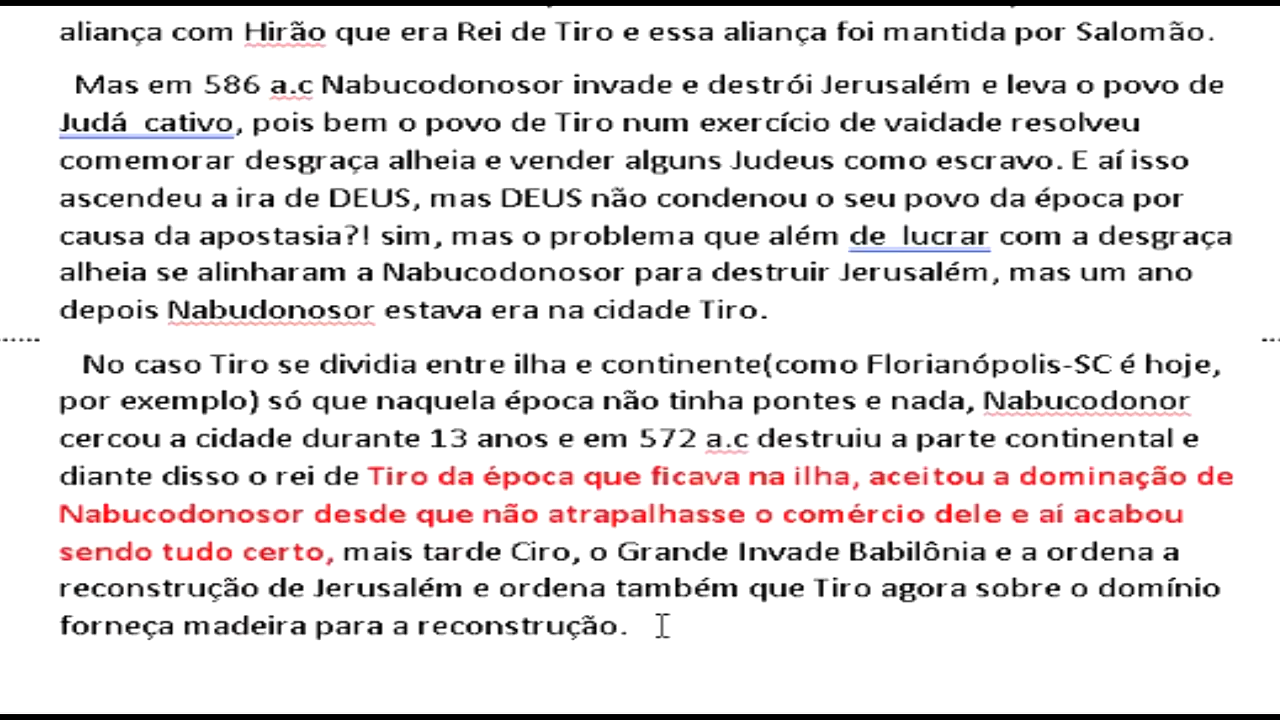 aliança com Hirão que era Rei de Tiro e essa aliança foi mantida por Salomão.
Mas em 586 a.c Nabucodonosor invade e destrói Jerusalém e leva o povo de
Judá  cativo, pois bem o povo de Tiro num exercício de vaidade resolveu
comemorar desgraça alheia e vender alguns Judeus como escravo. E aí isso
ascendeu a ira de DEUS, mas DEUS não condenou o seu povo da época por
causa da apostasia?! sim, mas o problema que além de  lucrar com a desgraça
alheia se alinharam a Nabucodonosor para destruir Jerusalém, mas um ano
depois Nabudonosor estava era na cidade Tiro.
No caso Tiro se dividia entre ilha e continente(como Florianópolis-SC é hoje,
por exemplo) só que naquela época não tinha pontes e nada, Nabucodonor
cercou a cidade durante 13 anos e em 572 a.c destruiu a parte continental e
diante disso o rei de Tiro da época que ficava na ilha, aceitou a dominação de
Nabucodonosor desde que não atrapalhasse o comércio dele e aí acabou
sendo tudo certo, mais tarde Ciro, o Grande Invade Babilônia e a ordena a
reconstrução de Jerusalém e ordena também que Tiro agora sobre o domínio
forneça madeira para a reconstrução.